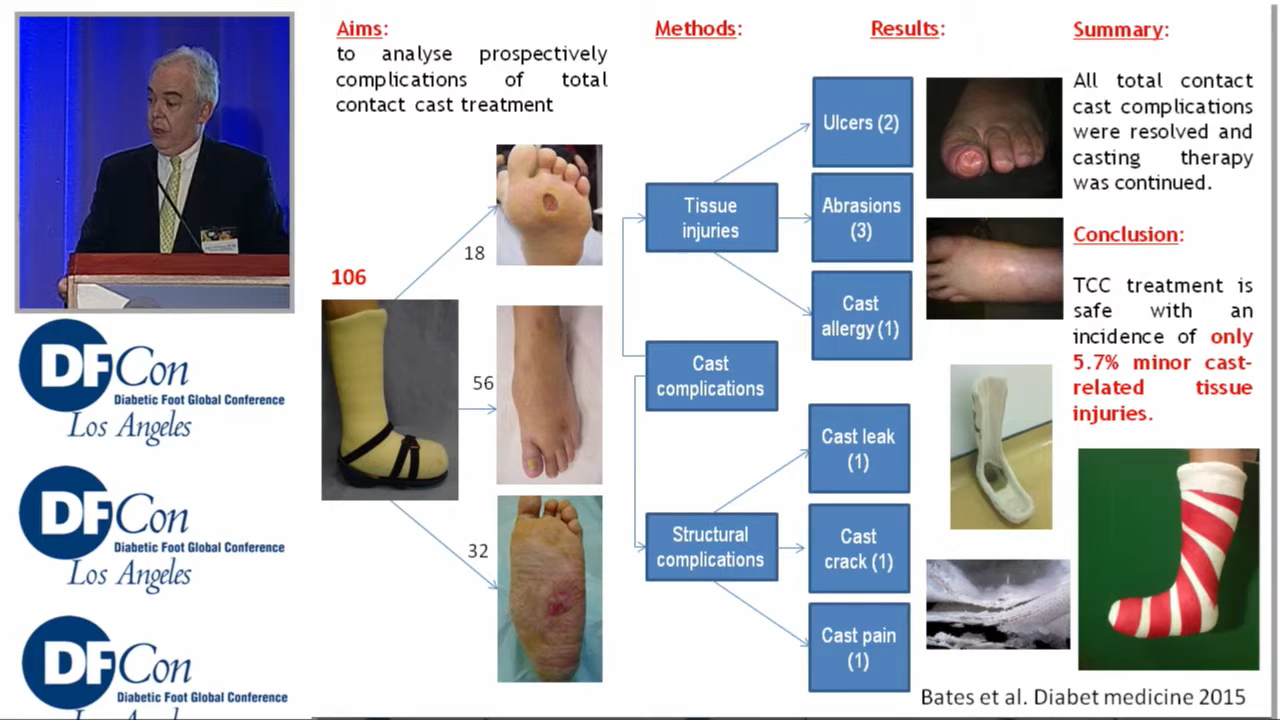 Aims:
to analyse prospectively
complications of total
contact cast treatment
106
18
56
32
Methods:
Tissue
injuries
Cast
complications
Structural
complications
Results:
Ulcers (2)
Abrasions
(3)
Cast
allergy (1)
Cast leak
(1)
Cast
crack (1)
Cast pain
(1)
Summary:
All total contact
cast complications
were resolved and
casting therapy
was continued.
Conclusion:
TCC treatment is
safe with an
incidence of only
5.7% minor cast-
related tissue
injuries.
Bates et al. Diabet medicine 2015
DFCon
Diabetic Foot Global Conference
Los Angeles
DFCon
Diabetic Foot Global Conference
Los Angeles
DFCon
Diabetic Foot Global Conference